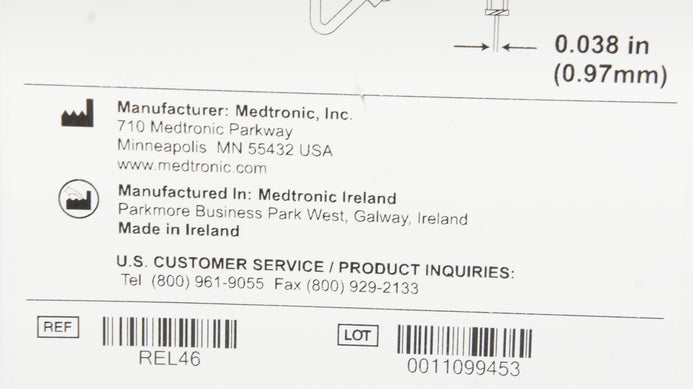 0.038 in
(0.97mm)
Manufacturer: Medtronic, Inc.
710 Medtronic Parkway
Minneapolis MN 55432 USA
www.medtronic.com
Manufactured In: Medtronic Ireland
Parkmore Business Park West, Galway, Ireland
Made in Ireland
U.S. CUSTOMER SERVICE / PRODUCT INQUIRIES:
Tel (800) 961-9055 Fax (800) 929-2133
REF
LOT
REL46
0011099453